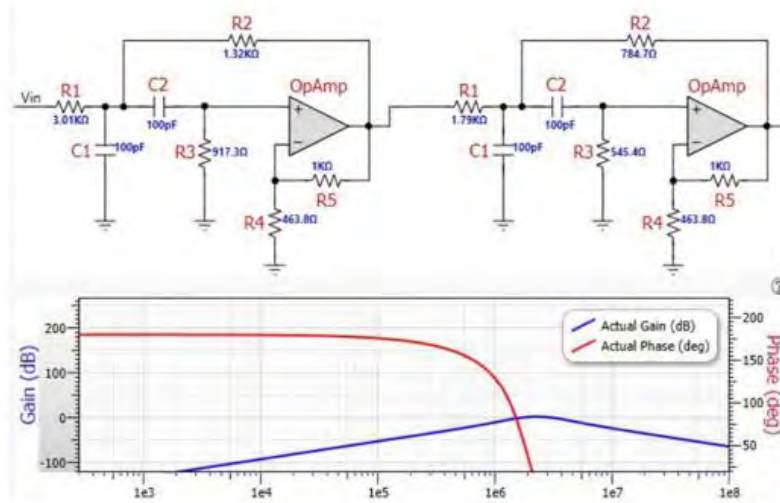 R2
1.32KΩ
R2
784.7Ω
C2
OpAmp
C2
OpAmp
Vin
R1
R1
3.01KΩ
100pF
1.79KΩ
100pF
C1
100pF
R3
917.3Ω
C1
100pF
R3
545.4Ω
1KΩ
1KΩ
R5
R5
R4
463.8Ω
R4
463.8Ω
Actual Gain (dB)
Actual Phase (deg)
Gain (dB)
200
100
0
-100
Phase (deg)
200
150
100
50
1e3 1e4 1e5 1e6 1e7 1e8